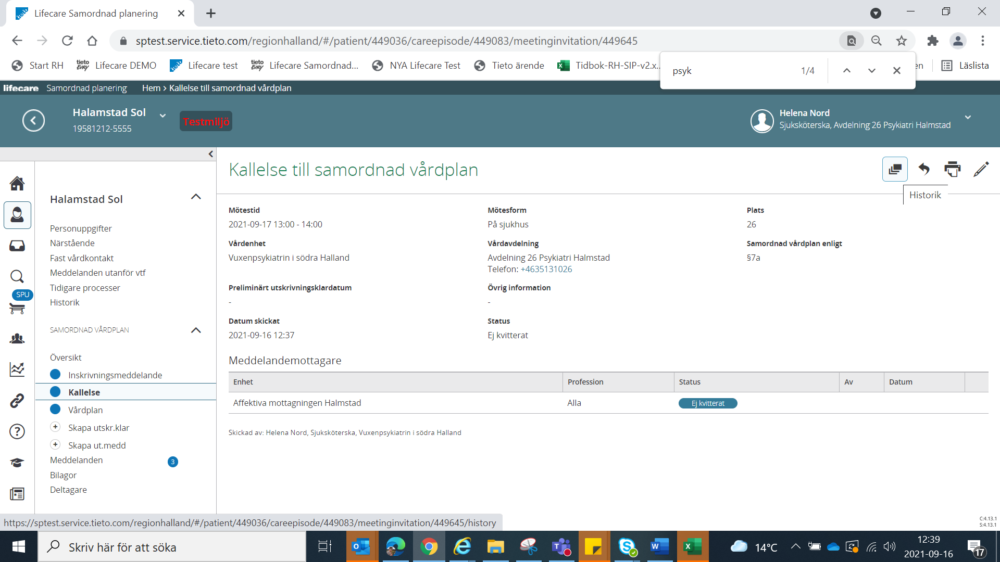 Lifecare Samordnad planering
sptest.service.tieto.com/regionhalland/#/patient/449036/careepisode/449083/meetinginvitation/449645
Start RH
tieto EVRY Lifecare DEMO
Lifecare test
tieto EVRY Lifecare Samordnad...
NYA Lifecare Test
Tieto ärende
Tidbok-RH-SIP-v2.x...
en
Läslista
psyk 1/4
lifecare Samordnad planering Hem > Kallelse till samordnad vårdplan
Halamstad Sol
19581212-5555
Testmiljö
Helena Nord
Sjuksköterska, Avdelning 26 Psykiatri Halmstad
SPU
Halamstad Sol
Personuppgifter
Närstående
Fast vårdkontakt
Meddelanden utanför vtf
Tidigare processer
Historik
SAMORDNAD VÅRDPLAN
Översikt
Inskrivningsmeddelande
Kallelse
Vårdplan
Skapa utskr.klar
Skapa ut.medd
Meddelanden 3
Bilagor
Deltagare
Kallelse till samordnad vårdplan
Historik
Mötestid
2021-09-17 13:00 - 14:00
Mötesform
På sjukhus
Plats
26
Vårdenhet
Vuxenpsykiatrin i södra Halland
Vårdavdelning
Avdelning 26 Psykiatri Halmstad
Telefon: +4635131026
Samordnad vårdplan enligt
§7a
Preliminärt utskrivningsklardatum
-
Övrig information
-
Datum skickat
2021-09-16 12:37
Status
Ej kvitterat
Meddelandemottagare
Enhet Profession Status Av Datum
Affektiva mottagningen Halmstad Alla Ej kvitterat
Skickad av: Helena Nord, Sjuksköterska, Vuxenpsykiatrin i södra Halland
https://sptest.service.tieto.com/regionhalland/#/patient/449036/careepisode/449083/meetinginvitation/449645/history
C:4.13.1
S:4.13.1
Skriv här för att söka
14°C
12:39
2021-09-16
17